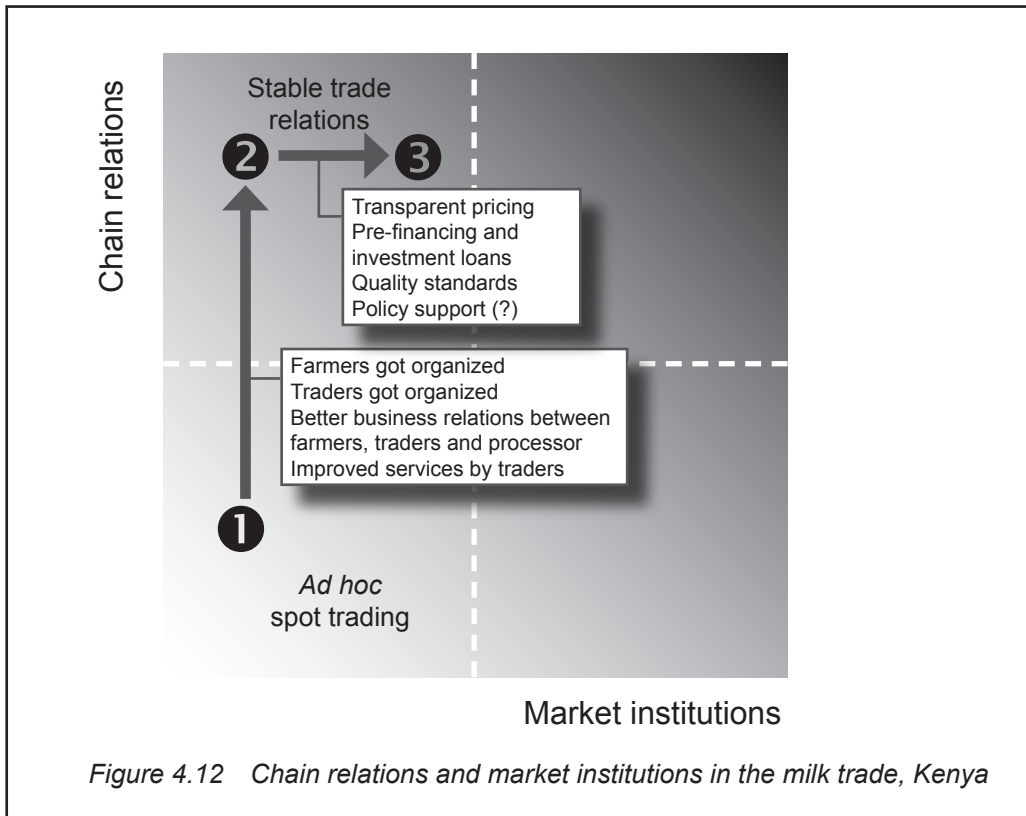 Chain relations
Stable trade
relations
2
3
Transparent pricing
Pre-financing and
investment loans
Quality standards
Policy support (?)
Farmers got organized
Traders got organized
Better business relations between
farmers, traders and processor
Improved services by traders
1
Ad hoc
spot trading
Market institutions
Figure 4.12 Chain relations and market institutions in the milk trade, Kenya